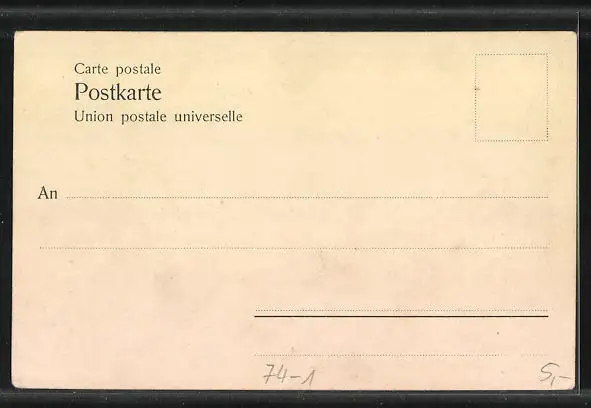 Carte postale
Postkarte
Union postale universelle
An
74-1
5,-